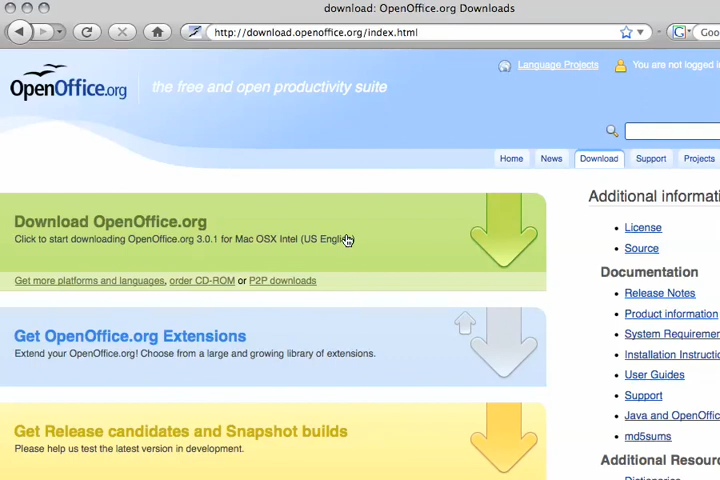 download: OpenOffice.org Downloads
http://download.openoffice.org/index.html
Goo
OpenOffice.org
the free and open productivity suite
Language Projects
You are not logged in
Home
News
Download
Support
Projects
Download OpenOffice.org
Click to start downloading OpenOffice.org 3.0.1 for Mac OSX Intel (US English)
Get more platforms and languages, order CD-ROM or P2P downloads
Get OpenOffice.org Extensions
Extend your OpenOffice.org! Choose from a large and growing library of extensions.
Get Release candidates and Snapshot builds
Please help us test the latest version in development.
Additional informati
License
Source
Documentation
Release Notes
Product information
System Requiremen
Installation Instructio
User Guides
Support
Java and OpenOffic
md5sums
Additional Resour
Dictionaries